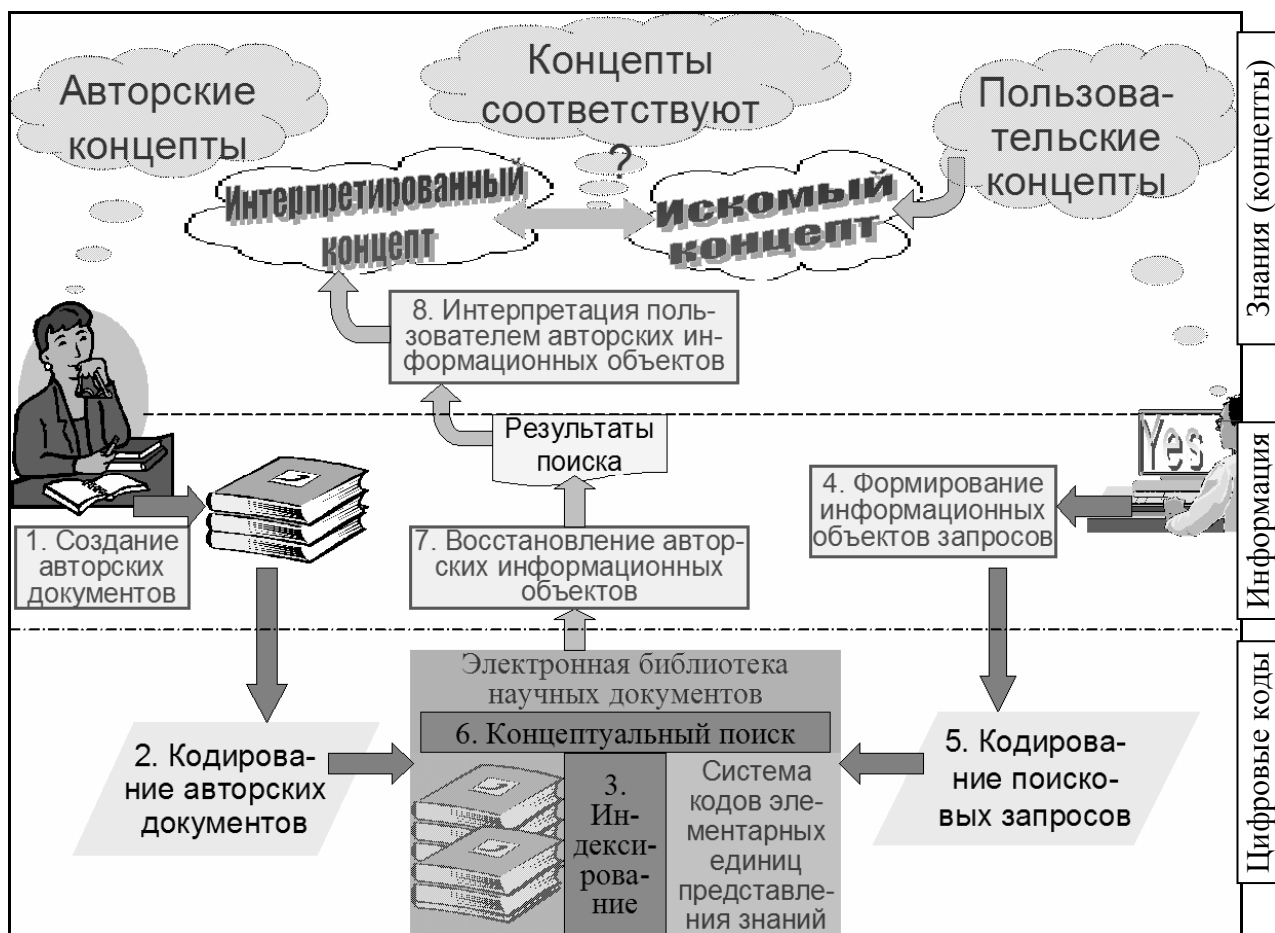 Авторские
концепты
Концепты
соответствуют
?
Пользова-
тельские
концепты
Интерпретированный
концепт
Искомый
концепт
Знания (концепты)
8. Интерпретация поль-
зователем авторских ин-
формационных объектов
Результаты
поиска
Yes
1. Создание
авторских
документов
7. Восстановление автор-
ских информационных
объектов
4. Формирование
информационных
объектов запросов
Информация
2. Кодирова-
ние авторских
документов
Электронная библиотека
научных документов
6. Концептуальный поиск
3.
Ин-
декси-
рова-
ние
Система
кодов эле-
ментарных
единиц
представле-
ния знаний
5. Кодирова-
ние поиско-
вых запросов
Цифровые коды